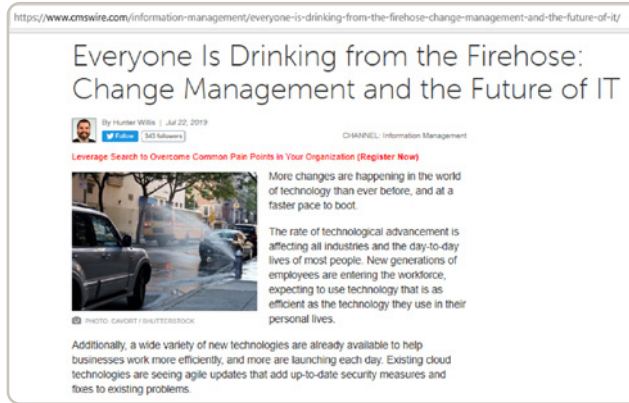 https://www.cmswire.com/information-management/everyone-is-drinking-from-the-firehose-change-management-and-the-future-of-it/
Everyone Is Drinking from the Firehose:
Change Management and the Future of IT
By Hunter Willis | Jul 22, 2019
Follow 543 followers
CHANNEL: Information Management
Leverage Search to Overcome Common Pain Points in Your Organization (Register Now)
More changes are happening in the world
of technology than ever before, and at a
faster pace to boot.
The rate of technological advancement is
affecting all industries and the day-to-day
lives of most people. New generations of
employees are entering the workforce,
expecting to use technology that is as
efficient as the technology they use in their
personal lives.
PHOTO: CAVORT / SHUTTERSTOCK
Additionally, a wide variety of new technologies are already available to help
businesses work more efficiently, and more are launching each day. Existing cloud
technologies are seeing agile updates that add up-to-date security measures and
fixes to existing problems.